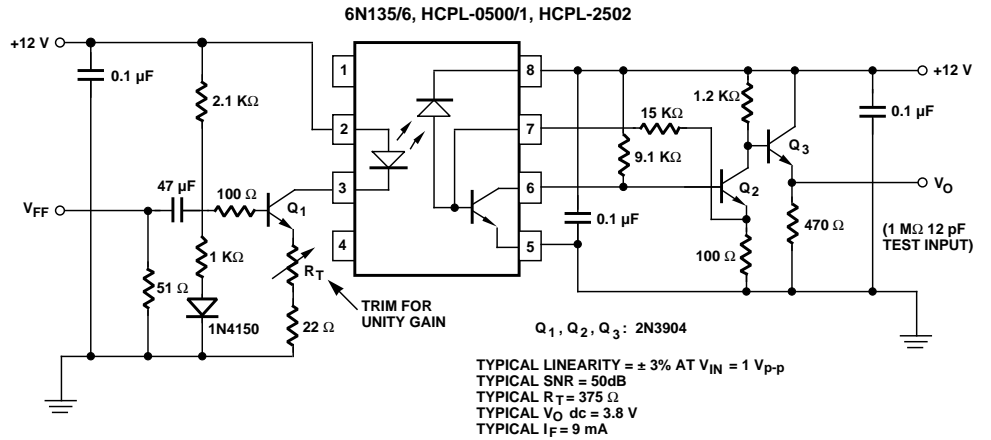 6N135/6, HCPL-0500/1, HCPL-2502
+12 V
0.1 µF
2.1 KΩ
1
2
3
4
8
7
6
5
+12 V
1.2 KΩ
0.1 µF
15 KΩ
9.1 KΩ
Q3
Q2
VO
VFF
47 µF
100 Ω
Q1
0.1 µF
470 Ω
(1 MΩ 12 pF
TEST INPUT)
100 Ω
51 Ω
1 KΩ
RT
1N4150
22 Ω
TRIM FOR
UNITY GAIN
Q1, Q2, Q3: 2N3904
TYPICAL LINEARITY = ± 3% AT VIN = 1 Vp-p
TYPICAL SNR = 50dB
TYPICAL RT = 375 Ω
TYPICAL VO dc = 3.8 V
TYPICAL IF = 9 mA